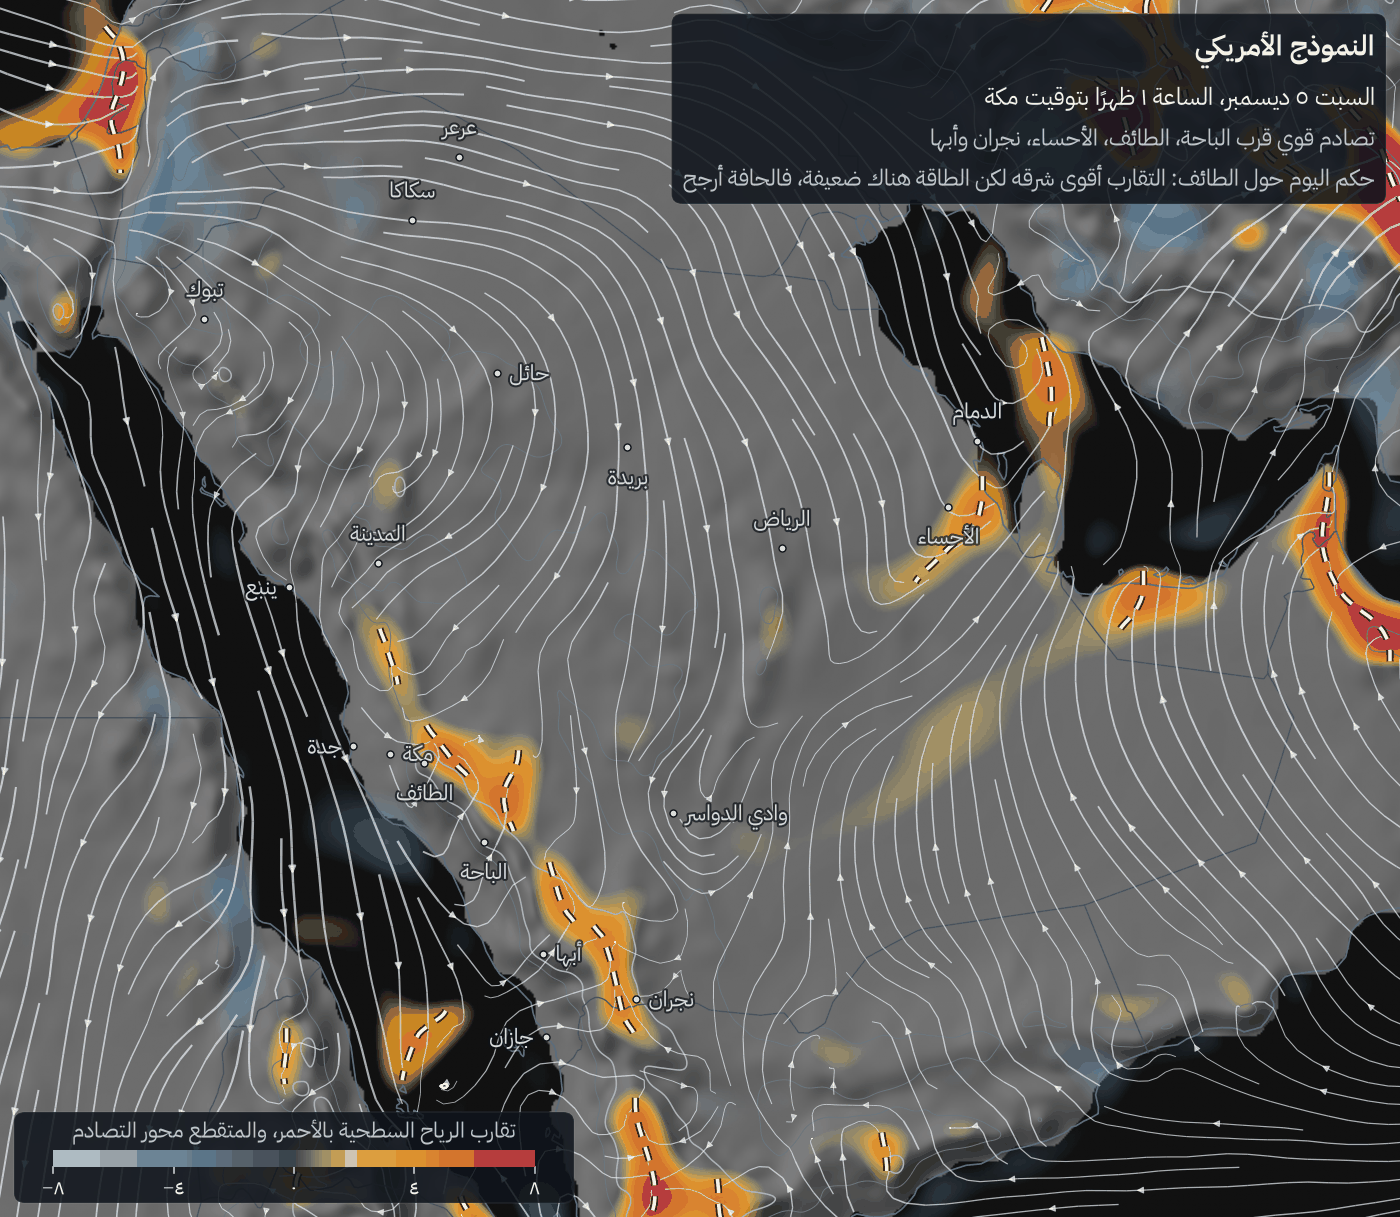 النموذج الأمريكي
السبت ٥ ديسمبر، الساعة ١ ظهرًا بتوقيت مكة
تصادم قوي قرب الباحة، الطائف، الأحساء، نجران وأبها
حكم اليوم حول الطائف: التقارب أقوى شرقه لكن الطاقة هناك ضعيفة، فالحافة أرجح
عرعر
سكاكا
تبوك
حائل
الدمام
بريدة
الرياض
الأحساء
المدينة
ينبع
جدة
مكة
الطائف
وادي الدواسر
الباحة
أبها
نجران
جازان
تقارب الرياح السطحية بالأحمر، والمتقطع محور التصادم
−٨ −٤ ٠ ٤ ٨